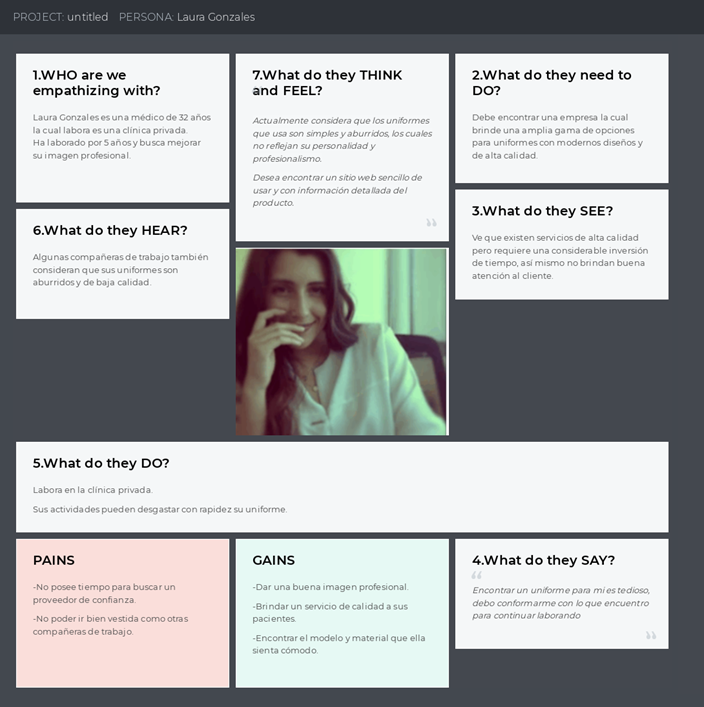 PROJECT: untitled PERSONA: Laura Gonzales
1.WHO are we
empathizing with?
Laura Gonzales es una médico de 32 años
la cual labora es una clínica privada.
Ha laborado por 5 años y busca mejorar
su imagen profesional.
6.What do they HEAR?
Algunas compañeras de trabajo también
consideran que sus uniformes son
aburridos y de baja calidad.
7.What do they THINK
and FEEL?
Actualmente considera que los uniformes
que usa son simples y aburridos, los cuales
no reflejan su personalidad y
profesionalismo.
Desea encontrar un sitio web sencillo de
usar y con información detallada del
producto.
”
2.What do they need to
DO?
Debe encontrar una empresa la cual
brinde una amplia gama de opciones
para uniformes con modernos diseños y
de alta calidad.
3.What do they SEE?
Ve que existen servicios de alta calidad
pero requiere una considerable inversión
de tiempo, así mismo no brindan buena
atención al cliente.
5.What do they DO?
Labora en la clínica privada.
Sus actividades pueden desgastar con rapidez su uniforme.
PAINS
-No posee tiempo para buscar un
proveedor de confianza.
-No poder ir bien vestida como otras
compañeras de trabajo.
GAINS
-Dar una buena imagen profesional.
-Brindar un servicio de calidad a sus
pacientes.
-Encontrar el modelo y material que ella
sienta cómodo.
4.What do they SAY?
“
Encontrar un uniforme para mi es tedioso,
debo conformarme con lo que encuentro
para continuar laborando
”